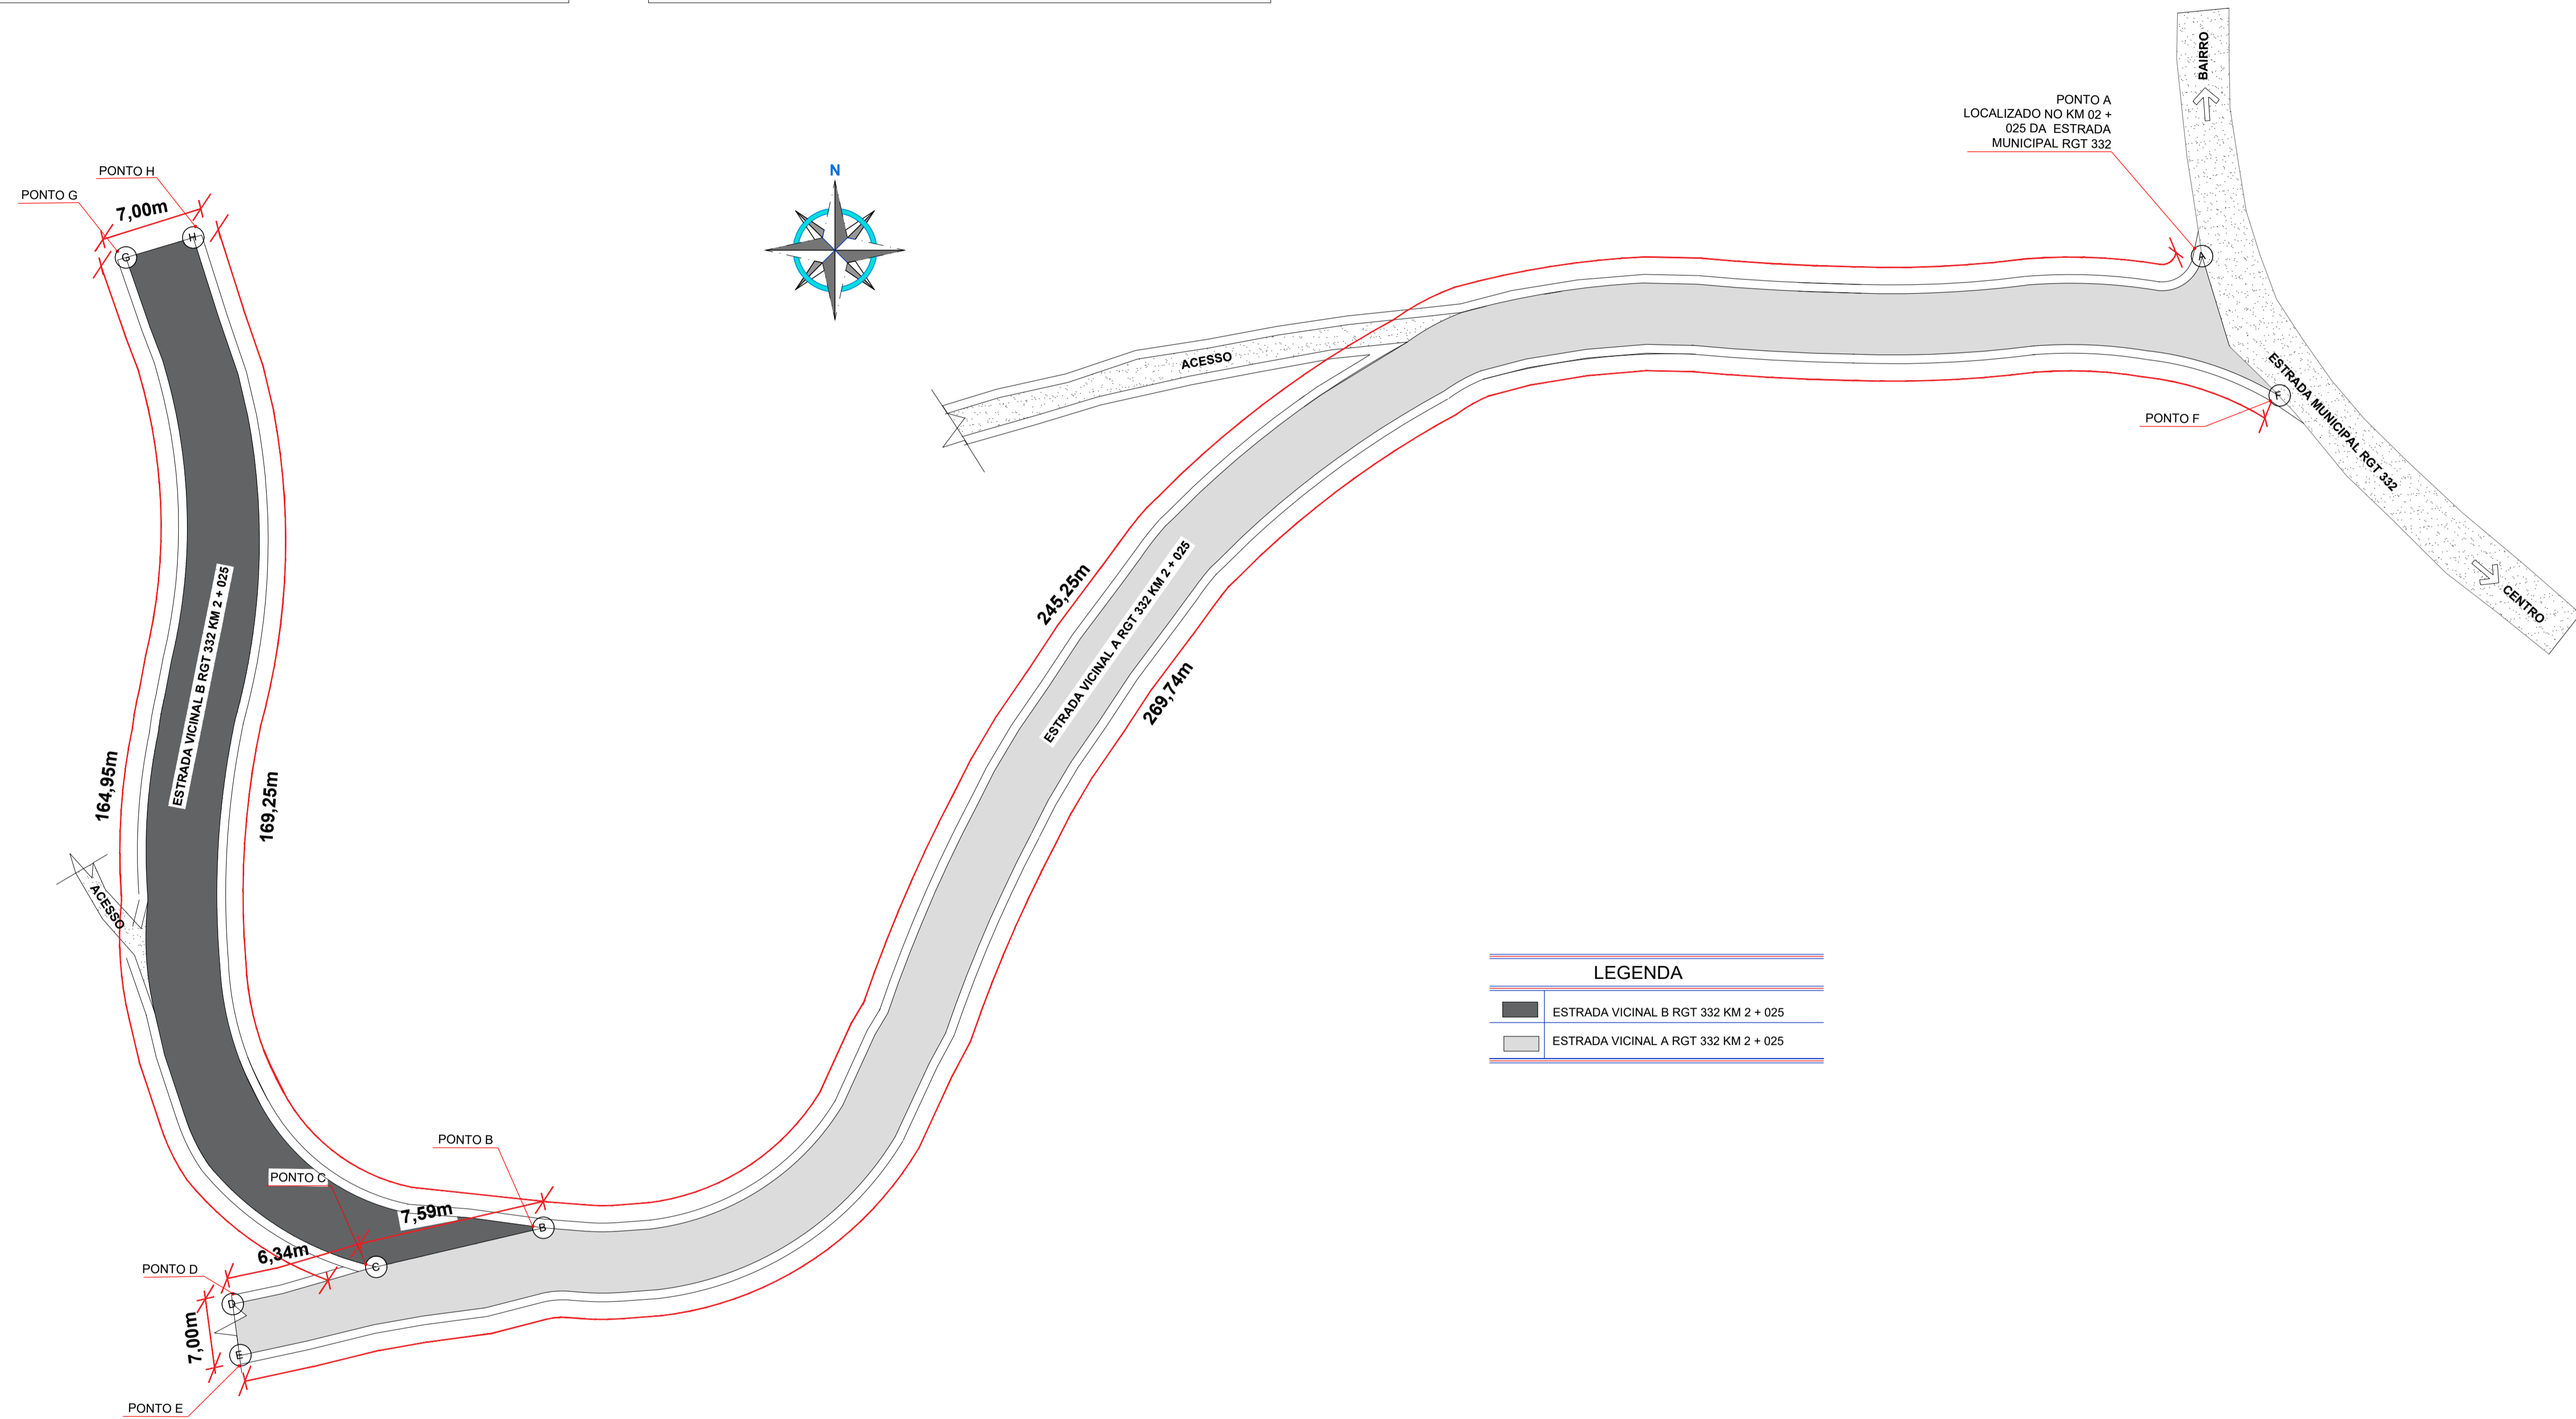 BAIRRO
PONTO A
LOCALIZADO NO KM 02 +
025 DA ESTRADA
MUNICIPAL RGT 332
PONTO H
PONTO G
7,00m
N
H
G
A
ACESSO
ESTRADA MUNICIPAL RGT 332
F
PONTO F
CENTRO
ESTRADA VICINAL B RGT 332 KM 2 + 025
245,25m
ESTRADA VICINAL A RGT 332 KM 2 + 025
269,74m
164,95m
169,25m
ACESSO
LEGENDA
ESTRADA VICINAL B RGT 332 KM 2 + 025
ESTRADA VICINAL A RGT 332 KM 2 + 025
PONTO B
PONTO C
7,59m
B
6,34m
C
PONTO D
D
7,00m
E
PONTO E